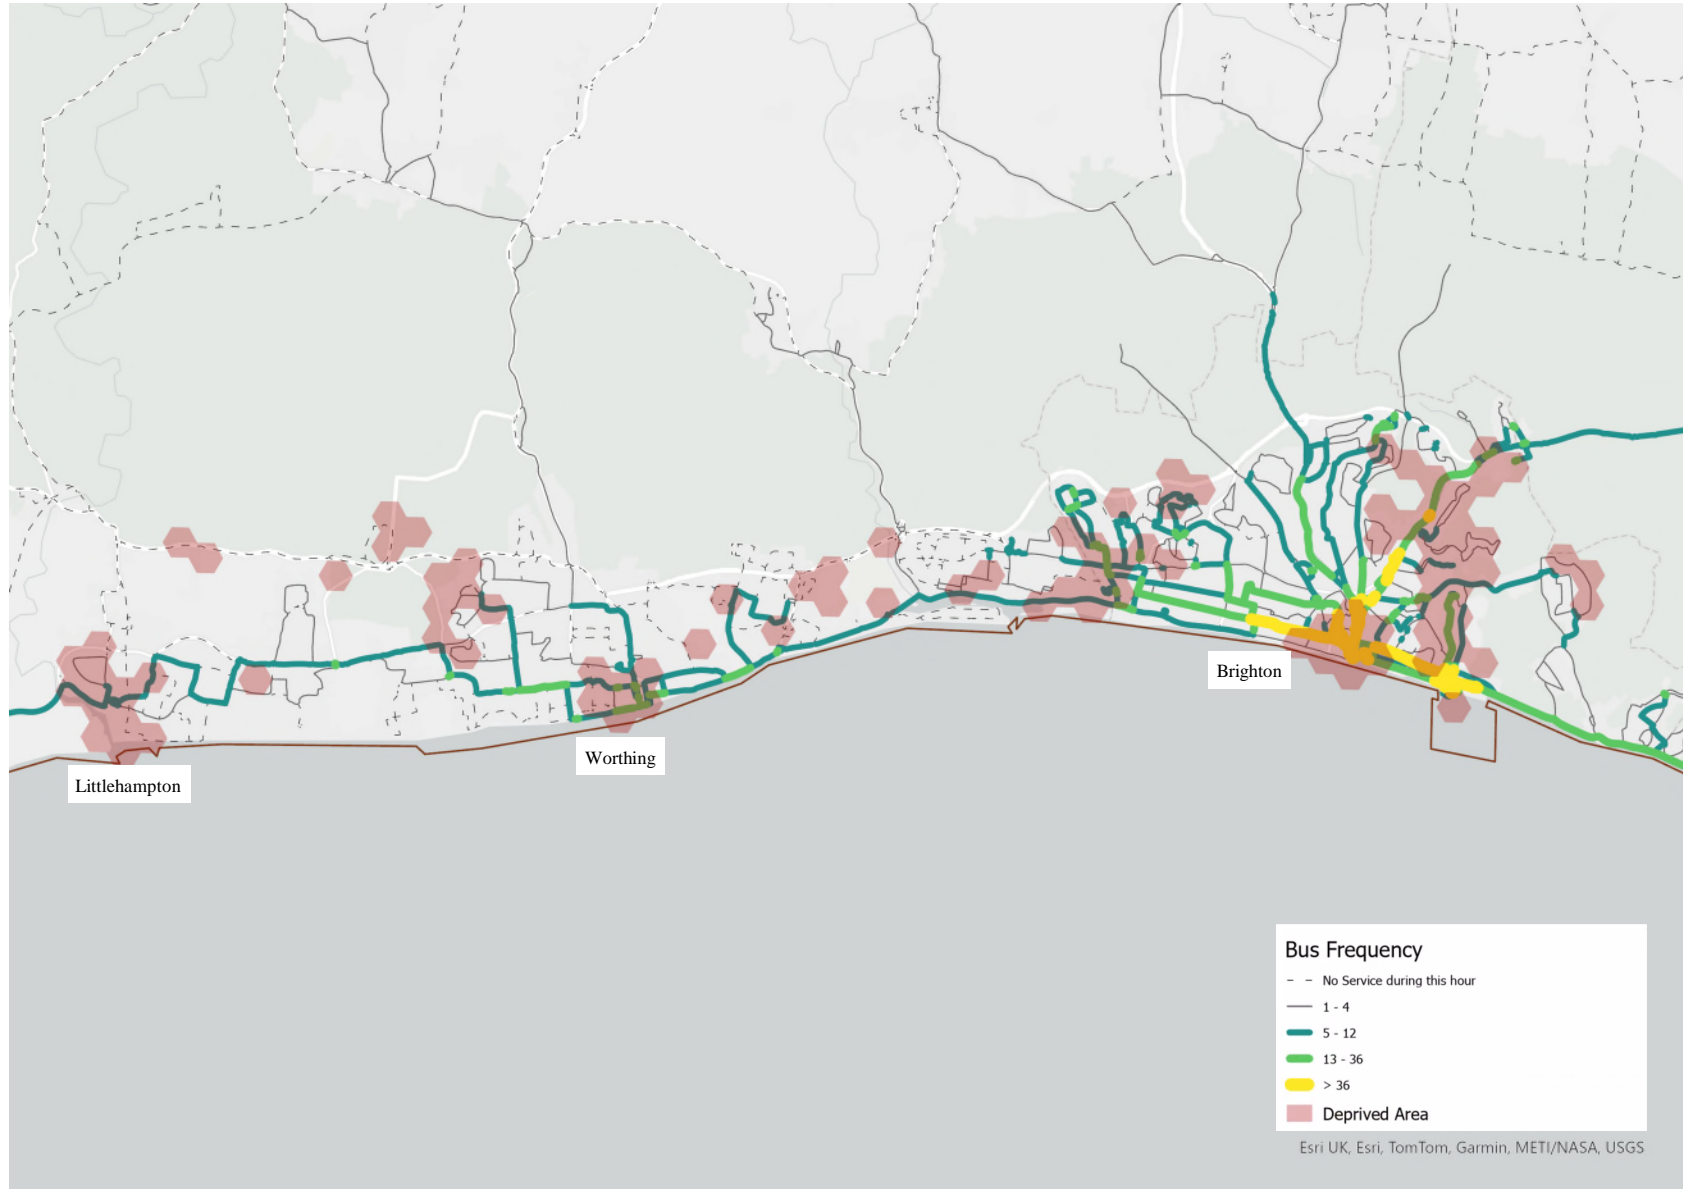 Brighton
Worthing
Littlehampton
Bus Frequency
No Service during this hour
1 - 4
5 - 12
13 - 36
> 36
Deprived Area
Esri UK, Esri, TomTom, Garmin, METI/NASA, USGS